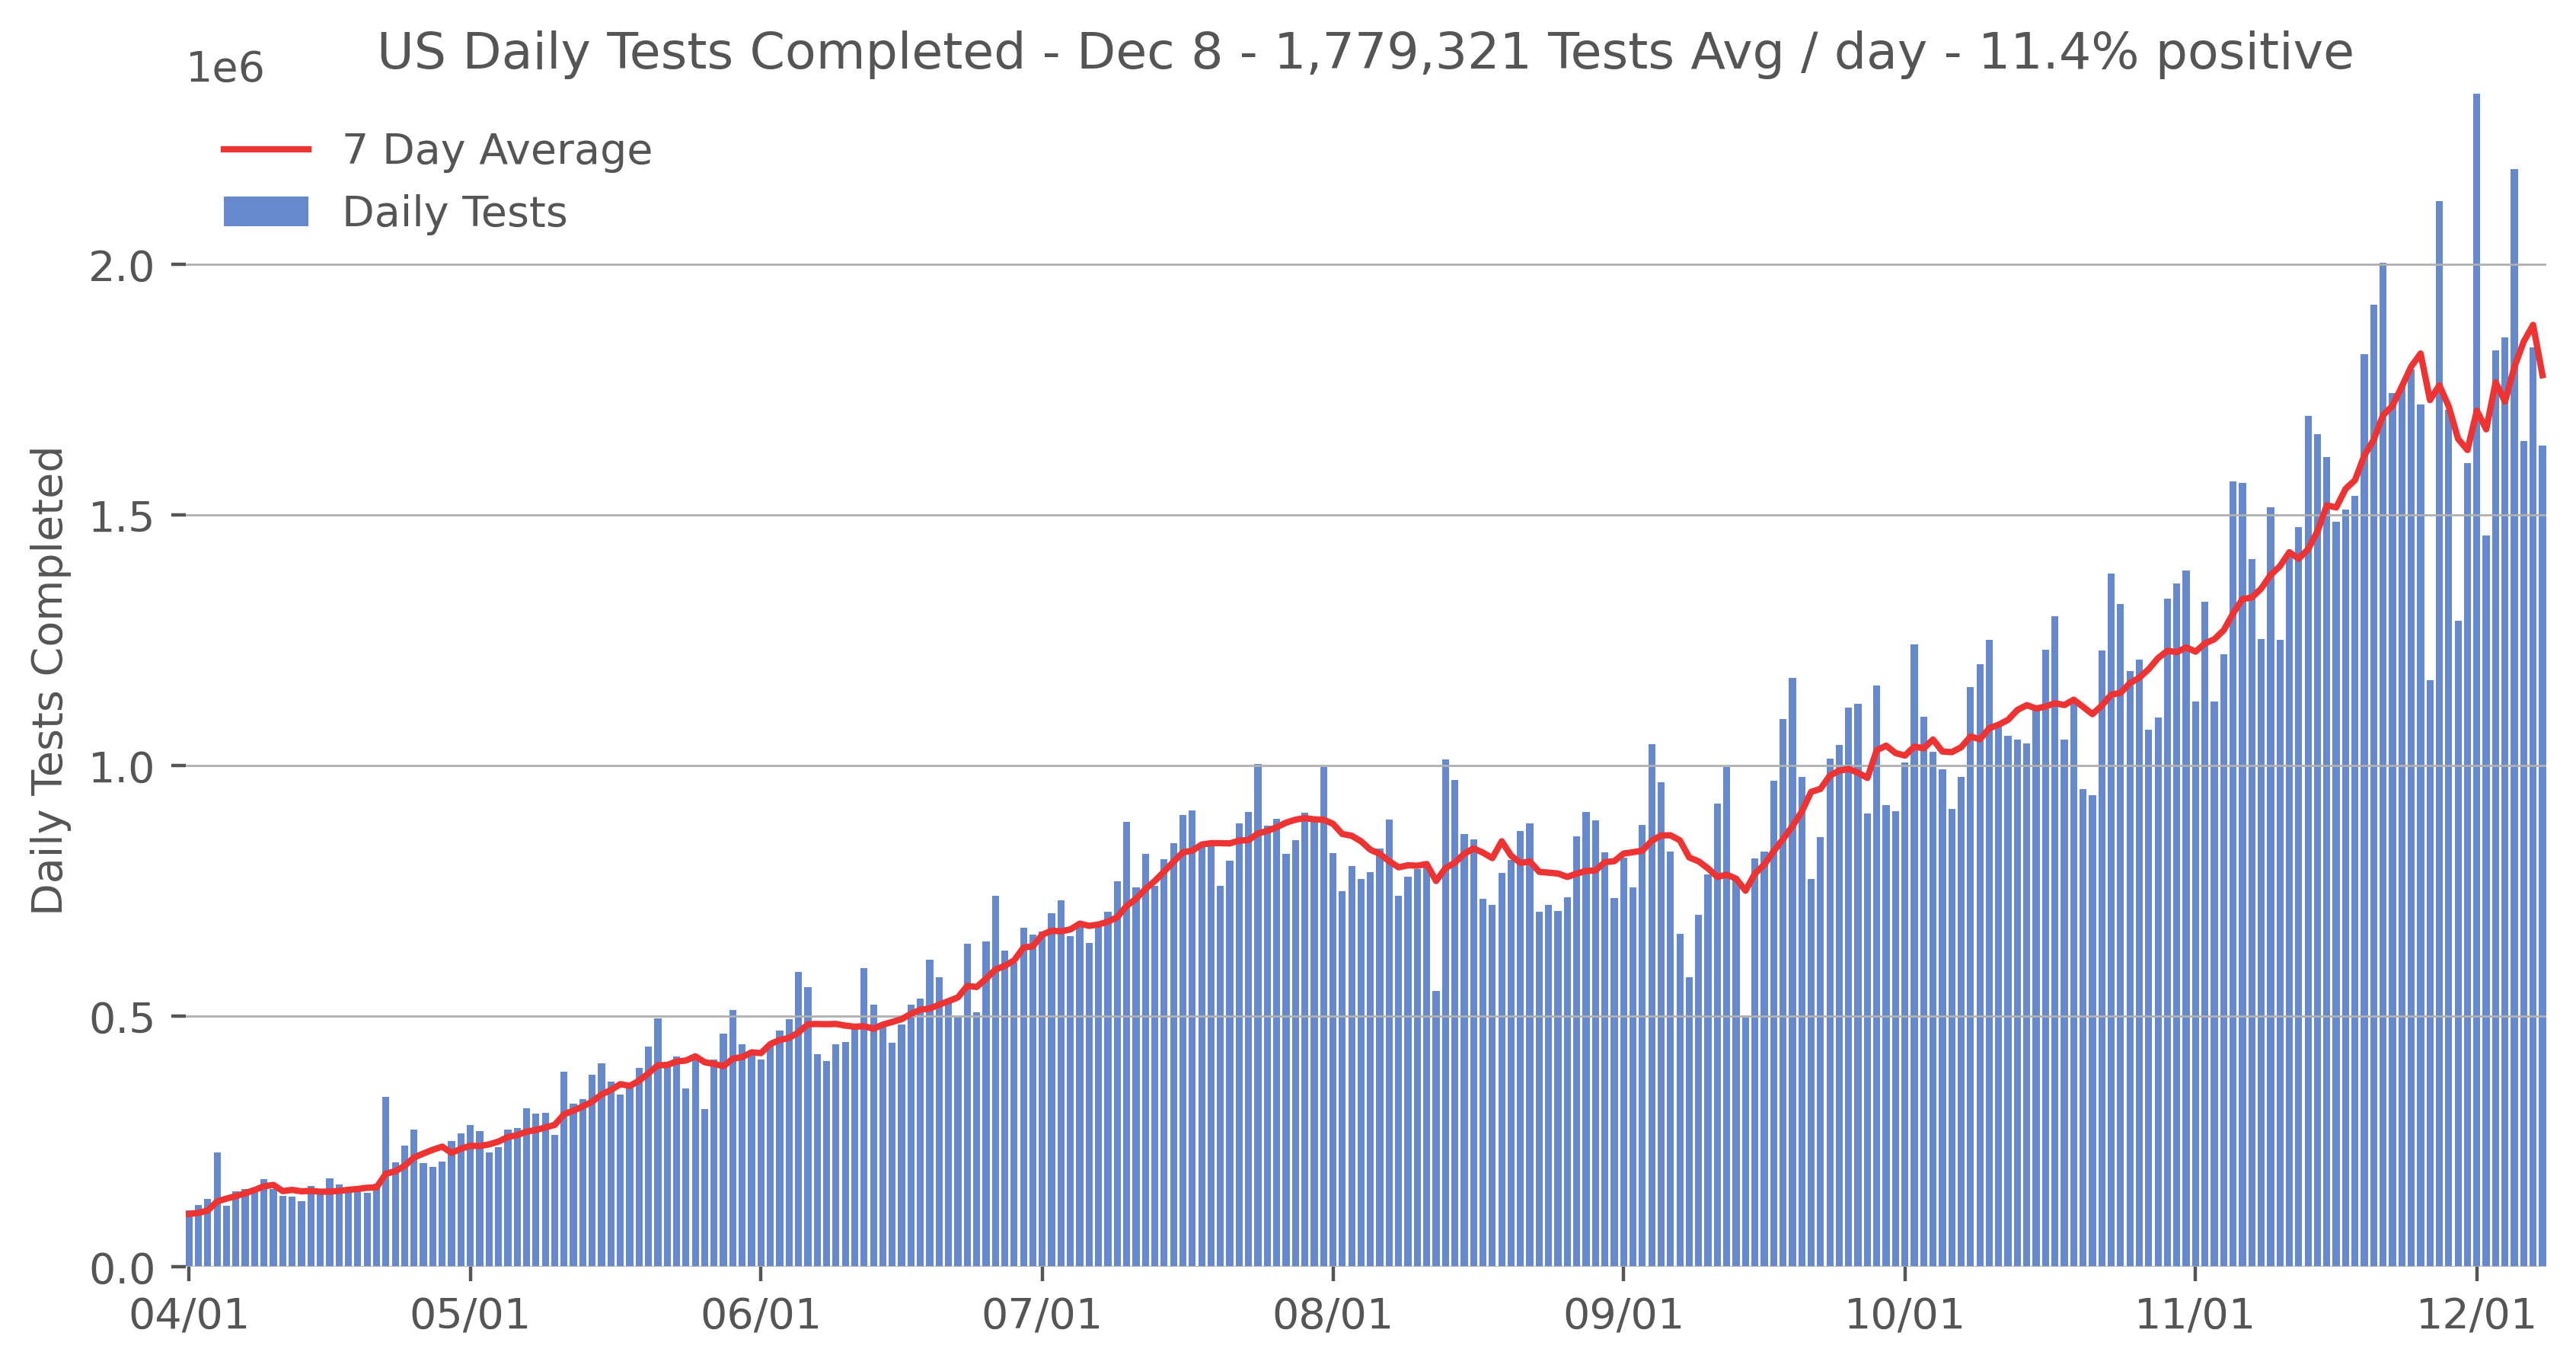 US Daily Tests Completed - Dec 8 - 1,779,321 Tests Avg / day - 11.4% positive
1e6
7 Day Average
Daily Tests
2.0
1.5
1.0
0.5
0.0
Daily Tests Completed
04/01 05/01 06/01 07/01 08/01 09/01 10/01 11/01 12/01